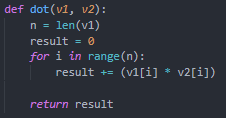 def dot(v1, v2):
    n = len(v1)
    result = 0
    for i in range(n):
        result += (v1[i] * v2[i])

    return result